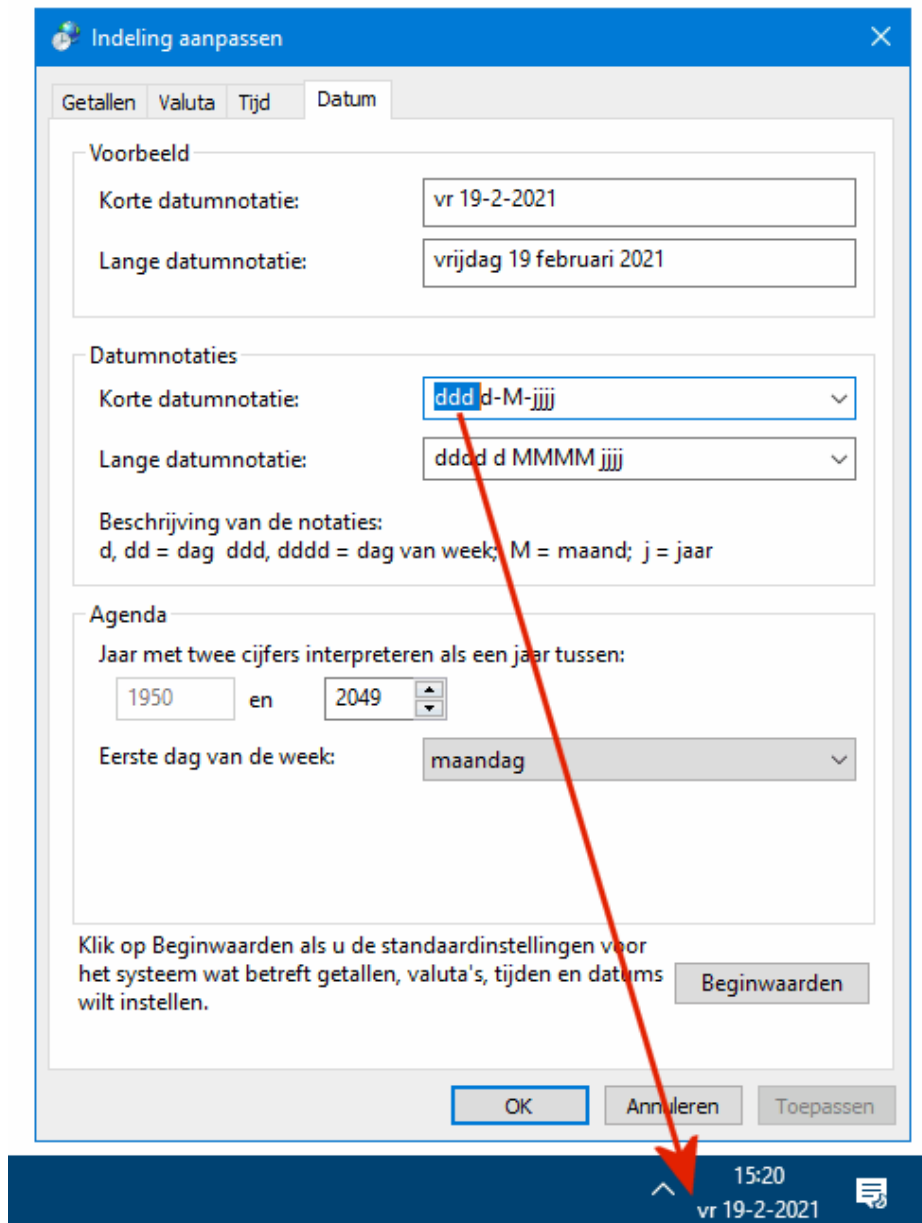 Indeling aanpassen
Getallen Valuta Tijd Datum
Voorbeeld
Korte datumnotatie: vr 19-2-2021
Lange datumnotatie: vrijdag 19 februari 2021
Datumnotaties
Korte datumnotatie: ddd d-M-jjjj
Lange datumnotatie: dddd d MMMM jjjj
Beschrijving van de notaties:
d, dd = dag ddd, dddd = dag van week; M = maand; j = jaar
Agenda
Jaar met twee cijfers interpreteren als een jaar tussen:
1950 en 2049
Eerste dag van de week: maandag
Klik op Beginwaarden als u de standaardinstellingen voor
het systeem wat betreft getallen, valuta's, tijden en datums
wilt instellen.
Beginwaarden
OK Annuleren Toepassen
15:20
vr 19-2-2021